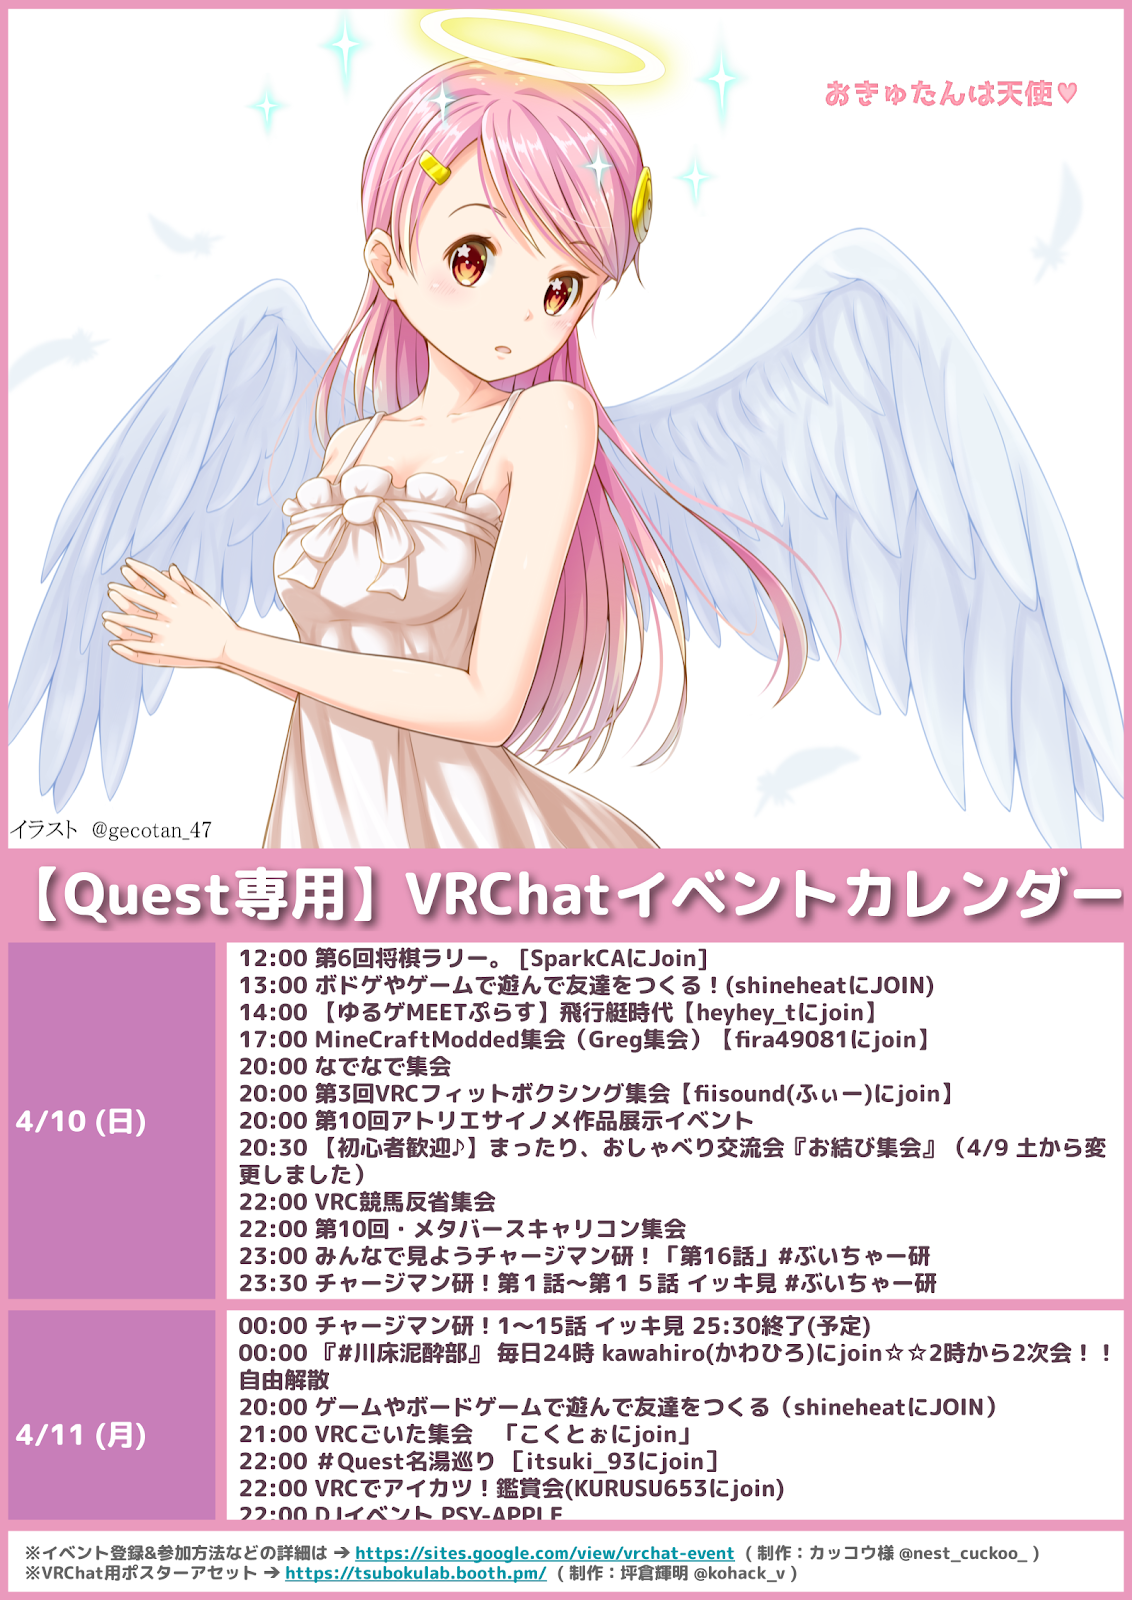 おきゅたんは天使♥
イラスト @gecotan_47
【Quest専用】VRChatイベントカレンダー
4/10 (日)
12:00 第6回将棋ラリー。 [SparkCAにJoin]
13:00 ボドゲやゲームで遊んで友達をつくる！(shineheatにJOIN)
14:00 【ゆるゲMEETぷらす】飛行艇時代【heyhey_tにjoin】
17:00 MineCraftModded集会（Greg集会）【fira49081にjoin】
20:00 なでなで集会
20:00 第3回VRCフィットボクシング集会【fiisound(ふぃー)にjoin】
20:00 第10回アトリエサイノメ作品展示イベント
20:30 【初心者歓迎♪】まったり、おしゃべり交流会『お結び集会』（4/9 土から変
更しました）
22:00 VRC競馬反省集会
22:00 第10回・メタバースキャリコン集会
23:00 みんなで見ようチャージマン研！「第16話」#ぶいちゃー研
23:30 チャージマン研！第１話～第１５話 イッキ見 #ぶいちゃー研
4/11 (月)
00:00 チャージマン研！1～15話 イッキ見 25:30終了(予定)
00:00 『#川床泥酔部』 毎日24時 kawahiro(かわひろ)にjoin☆☆2時から2次会！！
自由解散
20:00 ゲームやボードゲームで遊んで友達をつくる（shineheatにJOIN）
21:00 VRCごいた集会　「こくとぉにjoin」
22:00 ＃Quest名湯巡り［itsuki_93にjoin］
22:00 VRCでアイカツ！鑑賞会(KURUSU653にjoin)
22:00 DJイベント PSY-APPLE
※イベント登録&参加方法などの詳細は ➔ https://sites.google.com/view/vrchat-event （ 制作：カッコウ様 @nest_cuckoo_ ）
※VRChat用ポスターアセット ➔ https://tsubokulab.booth.pm/ （ 制作：坪倉輝明 @kohack_v ）